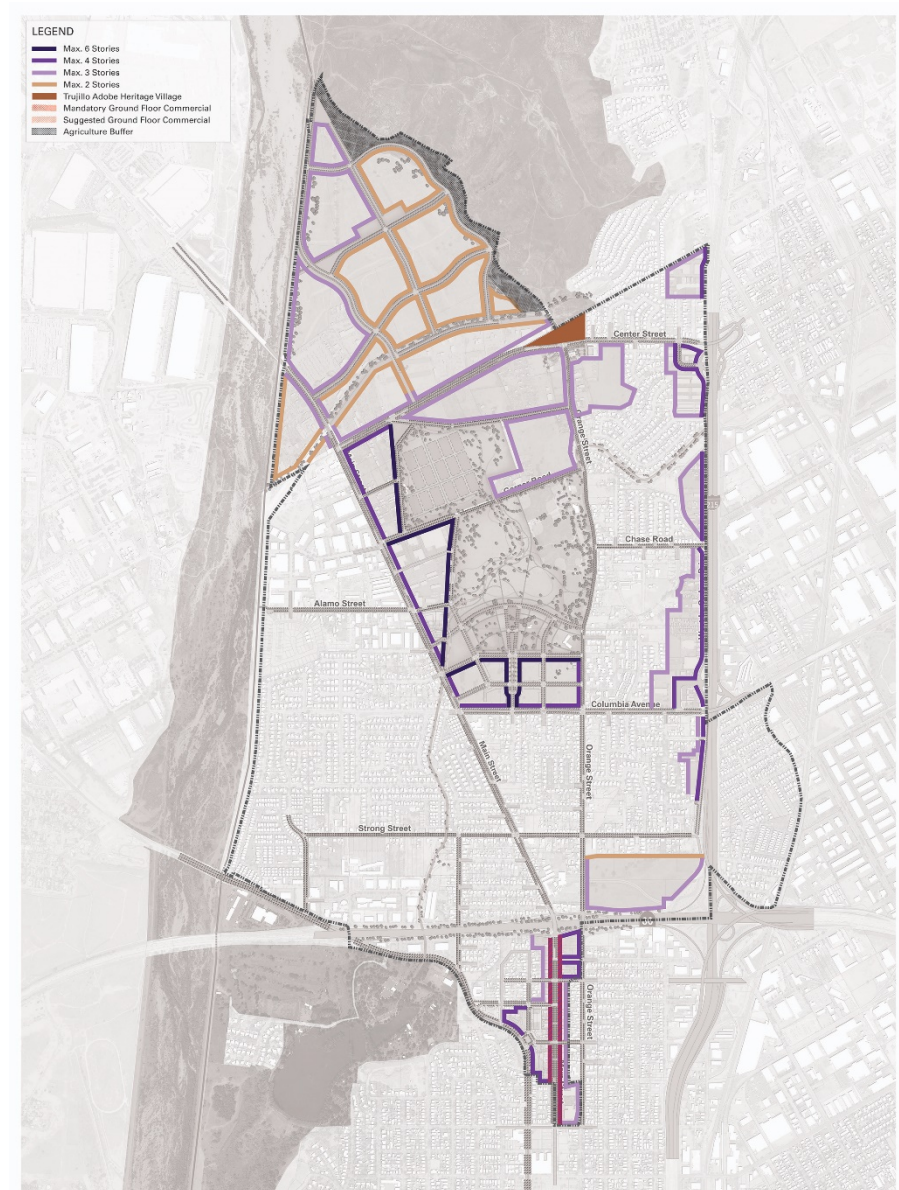 LEGEND
Max. 6 Stories
Max. 4 Stories
Max. 3 Stories
Max. 2 Stories
Trujillo Adobe Heritage Village
Mandatory Ground Floor Commercial
Suggested Ground Floor Commercial
Agriculture Buffer
Center Street
Orange Street
Chase Road
Alamo Street
Columbia Avenue
Main Street
Orange Street
Strong Street
Orange Street